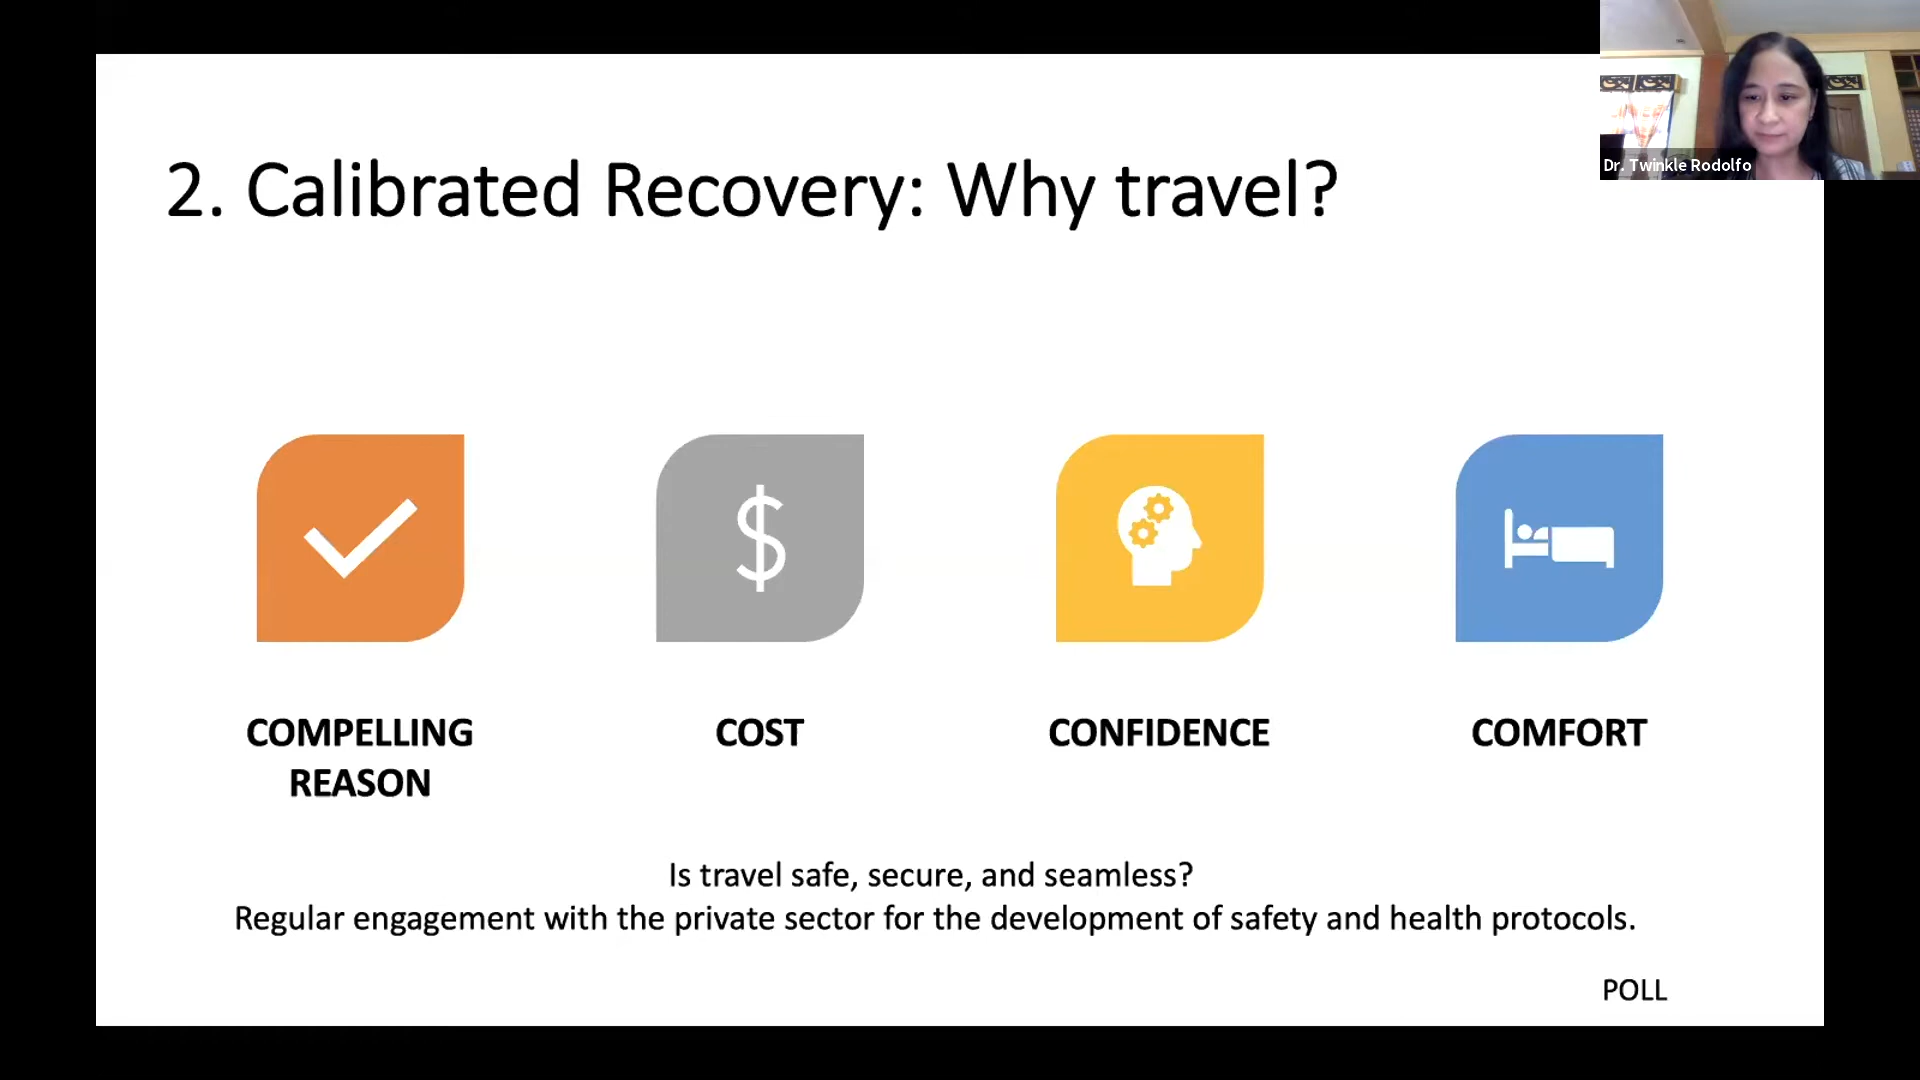 Dr. Twinkle Rodolfo
2. Calibrated Recovery: Why travel?
$
COMPELLING
REASON
COST
CONFIDENCE
COMFORT
Is travel safe, secure, and seamless?
Regular engagement with the private sector for the development of safety and health protocols.
POLL